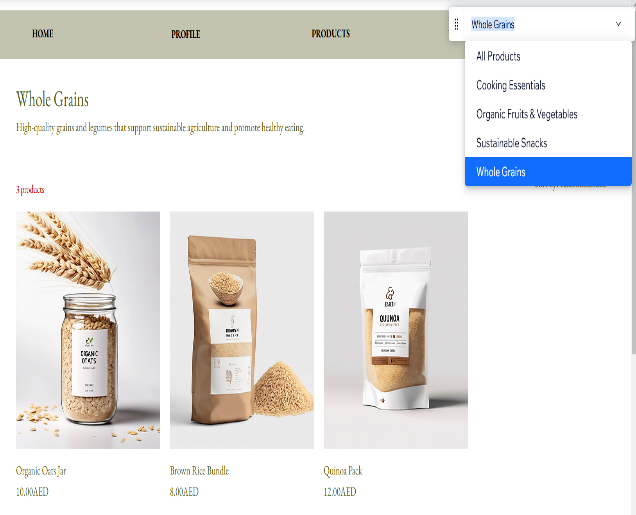 HOME
PROFILE
PRODUCTS
Whole Grains
All Products
Cooking Essentials
Organic Fruits & Vegetables
Sustainable Snacks
Whole Grains
Whole Grains
High-quality grains and legumes that support sustainable agriculture and promote healthy eating.
3 products
ORGANIC
OATS
EARTH
QUINOA
Organic Oats Jar
Brown Rice Bundle
Quinoa Pack
10.00AED
8.00AED
12.00AED